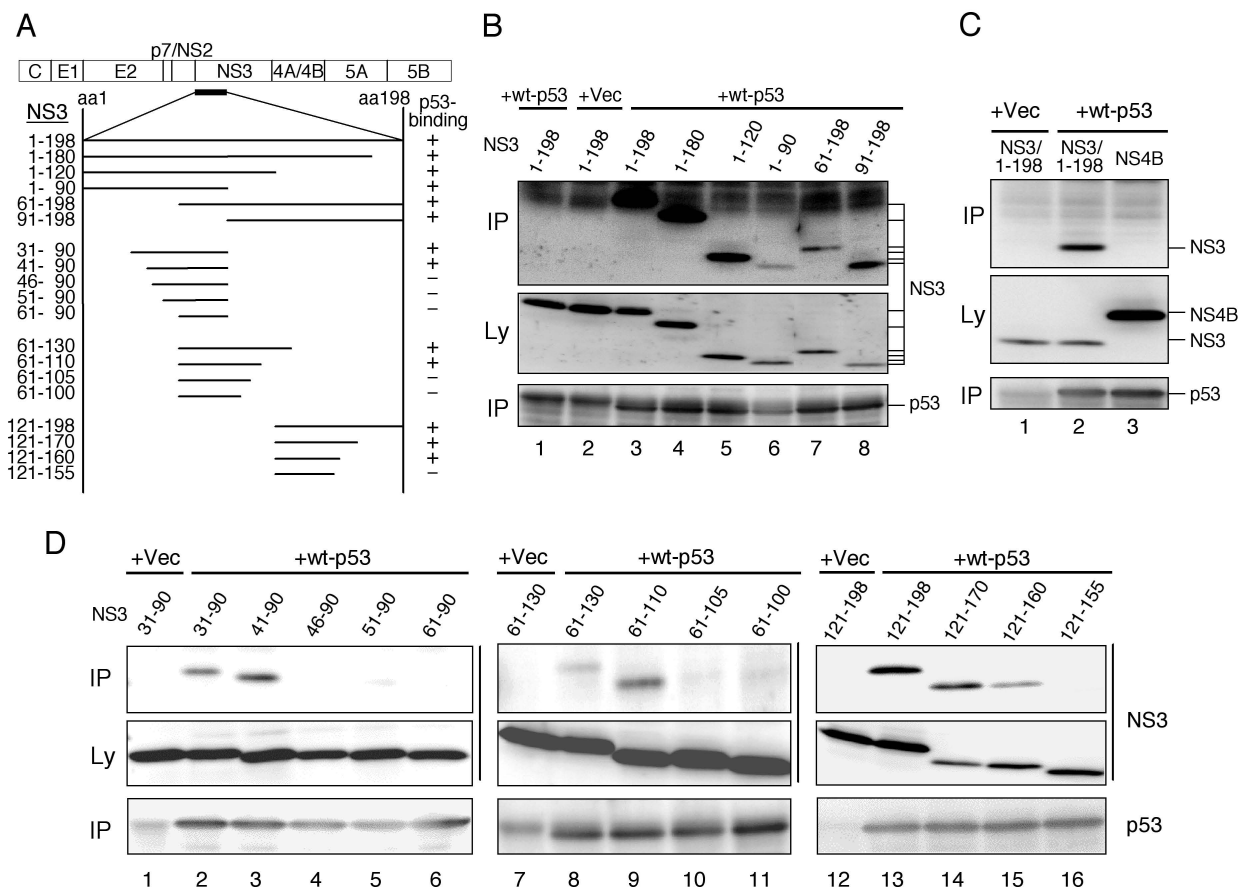 A
p7/NS2
C E1 E2 NS3 4A/4B 5A 5B
NS3 aa1 aa198 p53-
binding
1-198 +
1-180 +
1-120 +
1- 90 +
61-198 +
91-198 +
31- 90 +
41- 90 +
46- 90 −
51- 90 −
61- 90 −
61-130 +
61-110 +
61-105 −
61-100 −
121-198 +
121-170 +
121-160 +
121-155 −
B
+wt-p53 +Vec +wt-p53
NS3 1-198 1-198 1-198 1-180 1-120 1- 90 61-198 91-198
IP
NS3
Ly
IP p53
1 2 3 4 5 6 7 8
C
+Vec +wt-p53
NS3/ NS3/ NS4B
1-198 1-198
IP NS3
Ly NS4B
NS3
IP p53
1 2 3
D
+Vec +wt-p53 +Vec +wt-p53 +Vec +wt-p53
NS3 31-90 31-90 41-90 46-90 51-90 61-90 61-130 61-130 61-110 61-105 61-100 121-198 121-198 121-170 121-160 121-155
IP
NS3
Ly
IP p53
1 2 3 4 5 6 7 8 9 10 11 12 13 14 15 16